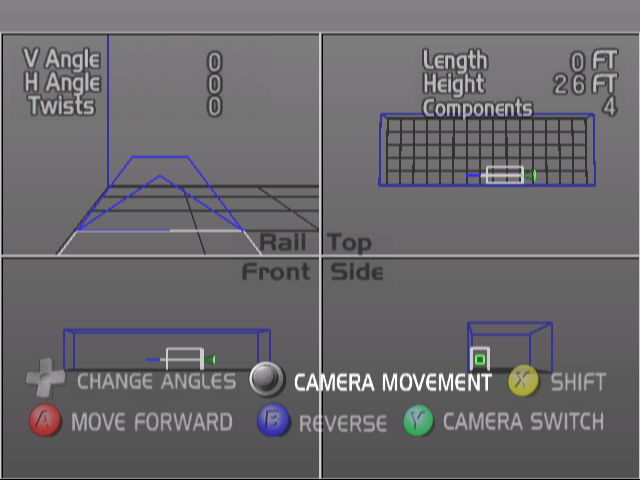 V Angle 0
H Angle 0
Twists 0
Length 0 FT
Height 26 FT
Components 4
Rail Top
Front Side
CHANGE ANGLES CAMERA MOVEMENT X SHIFT
A MOVE FORWARD B REVERSE Y CAMERA SWITCH